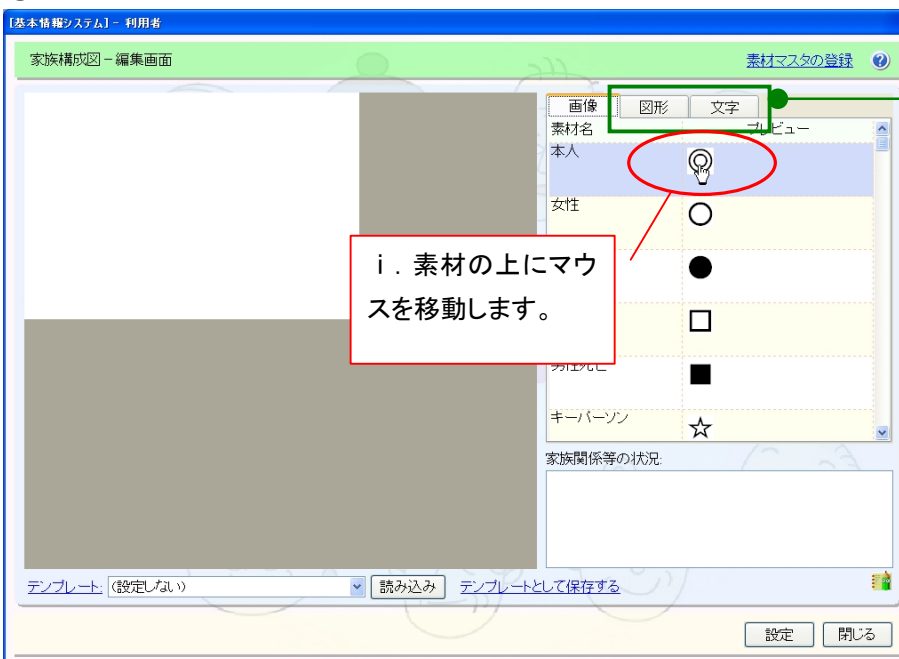 [基本情報システム] - 利用者
家族構成図－編集画面
素材マスタの登録
画像 図形 文字
素材名 プレビュー
本人
女性
ｉ．素材の上にマウ
スを移動します。
男性死亡
キーパーソン
家族関係等の状況:
テンプレート: (設定しない) 読み込み テンプレートとして保存する
設定 閉じる